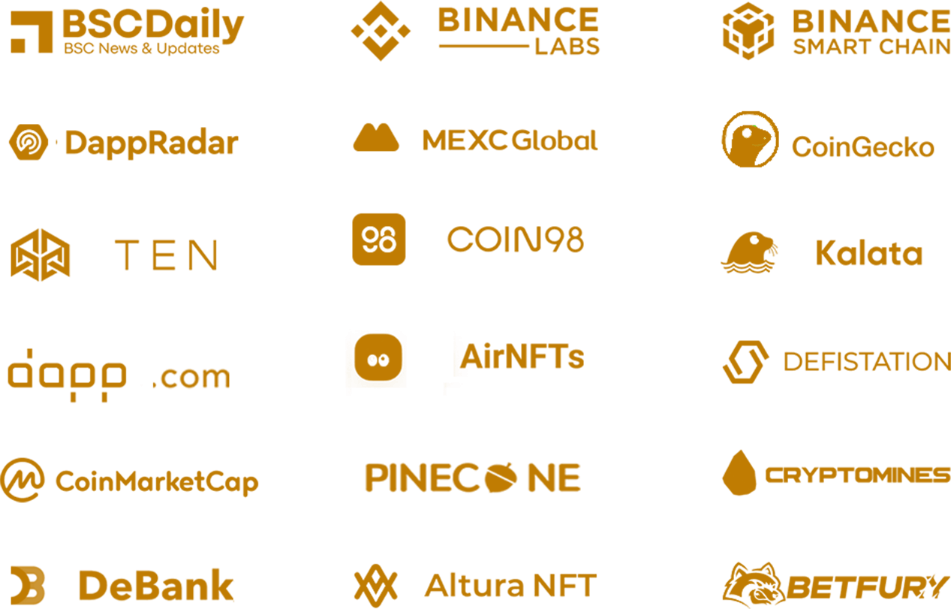 BSCDaily
BSC News & Updates
BINANCE
LABS
BINANCE
SMART CHAIN
DappRadar
MEXC Global
CoinGecko
TEN
98
COIN98
Kalata
dapp .com
AirNFTs
DEFISTATION
CoinMarketCap
PINECONE
CRYPTOMINES
DeBank
Altura NFT
BETFURY